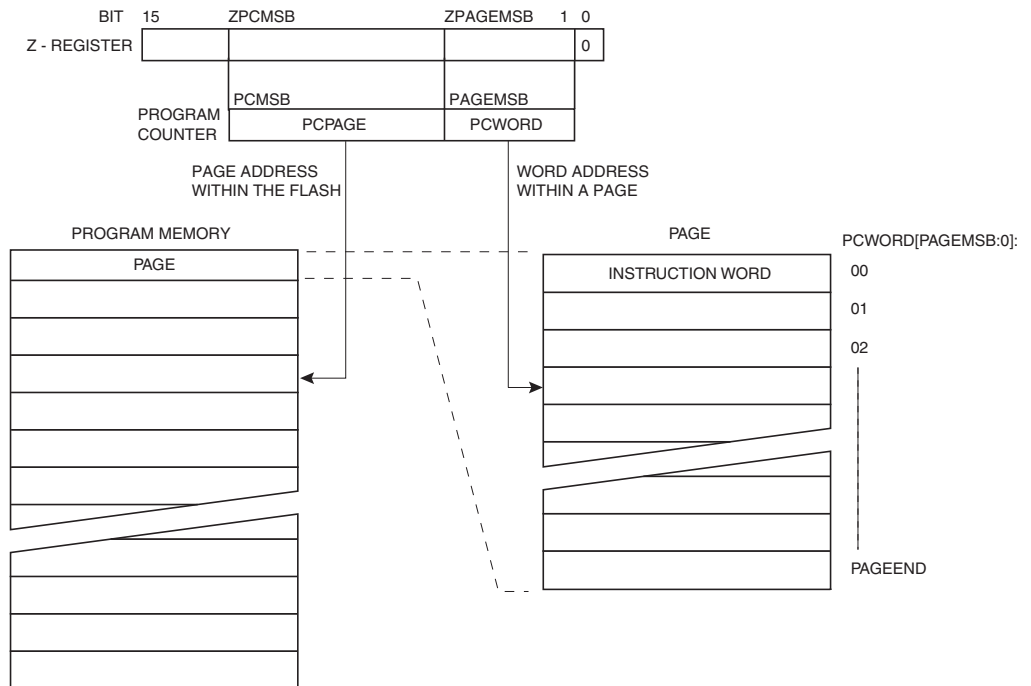 BIT 15 ZPCMSB ZPAGEMSB 1 0
Z - REGISTER 0
PCMSB PAGEMSB
PROGRAM
COUNTER
PCPAGE PCWORD
PAGE ADDRESS
WITHIN THE FLASH
WORD ADDRESS
WITHIN A PAGE
PROGRAM MEMORY
PAGE
PAGE
INSTRUCTION WORD
PCWORD[PAGEMSB:0]:
00
01
02
PAGEEND